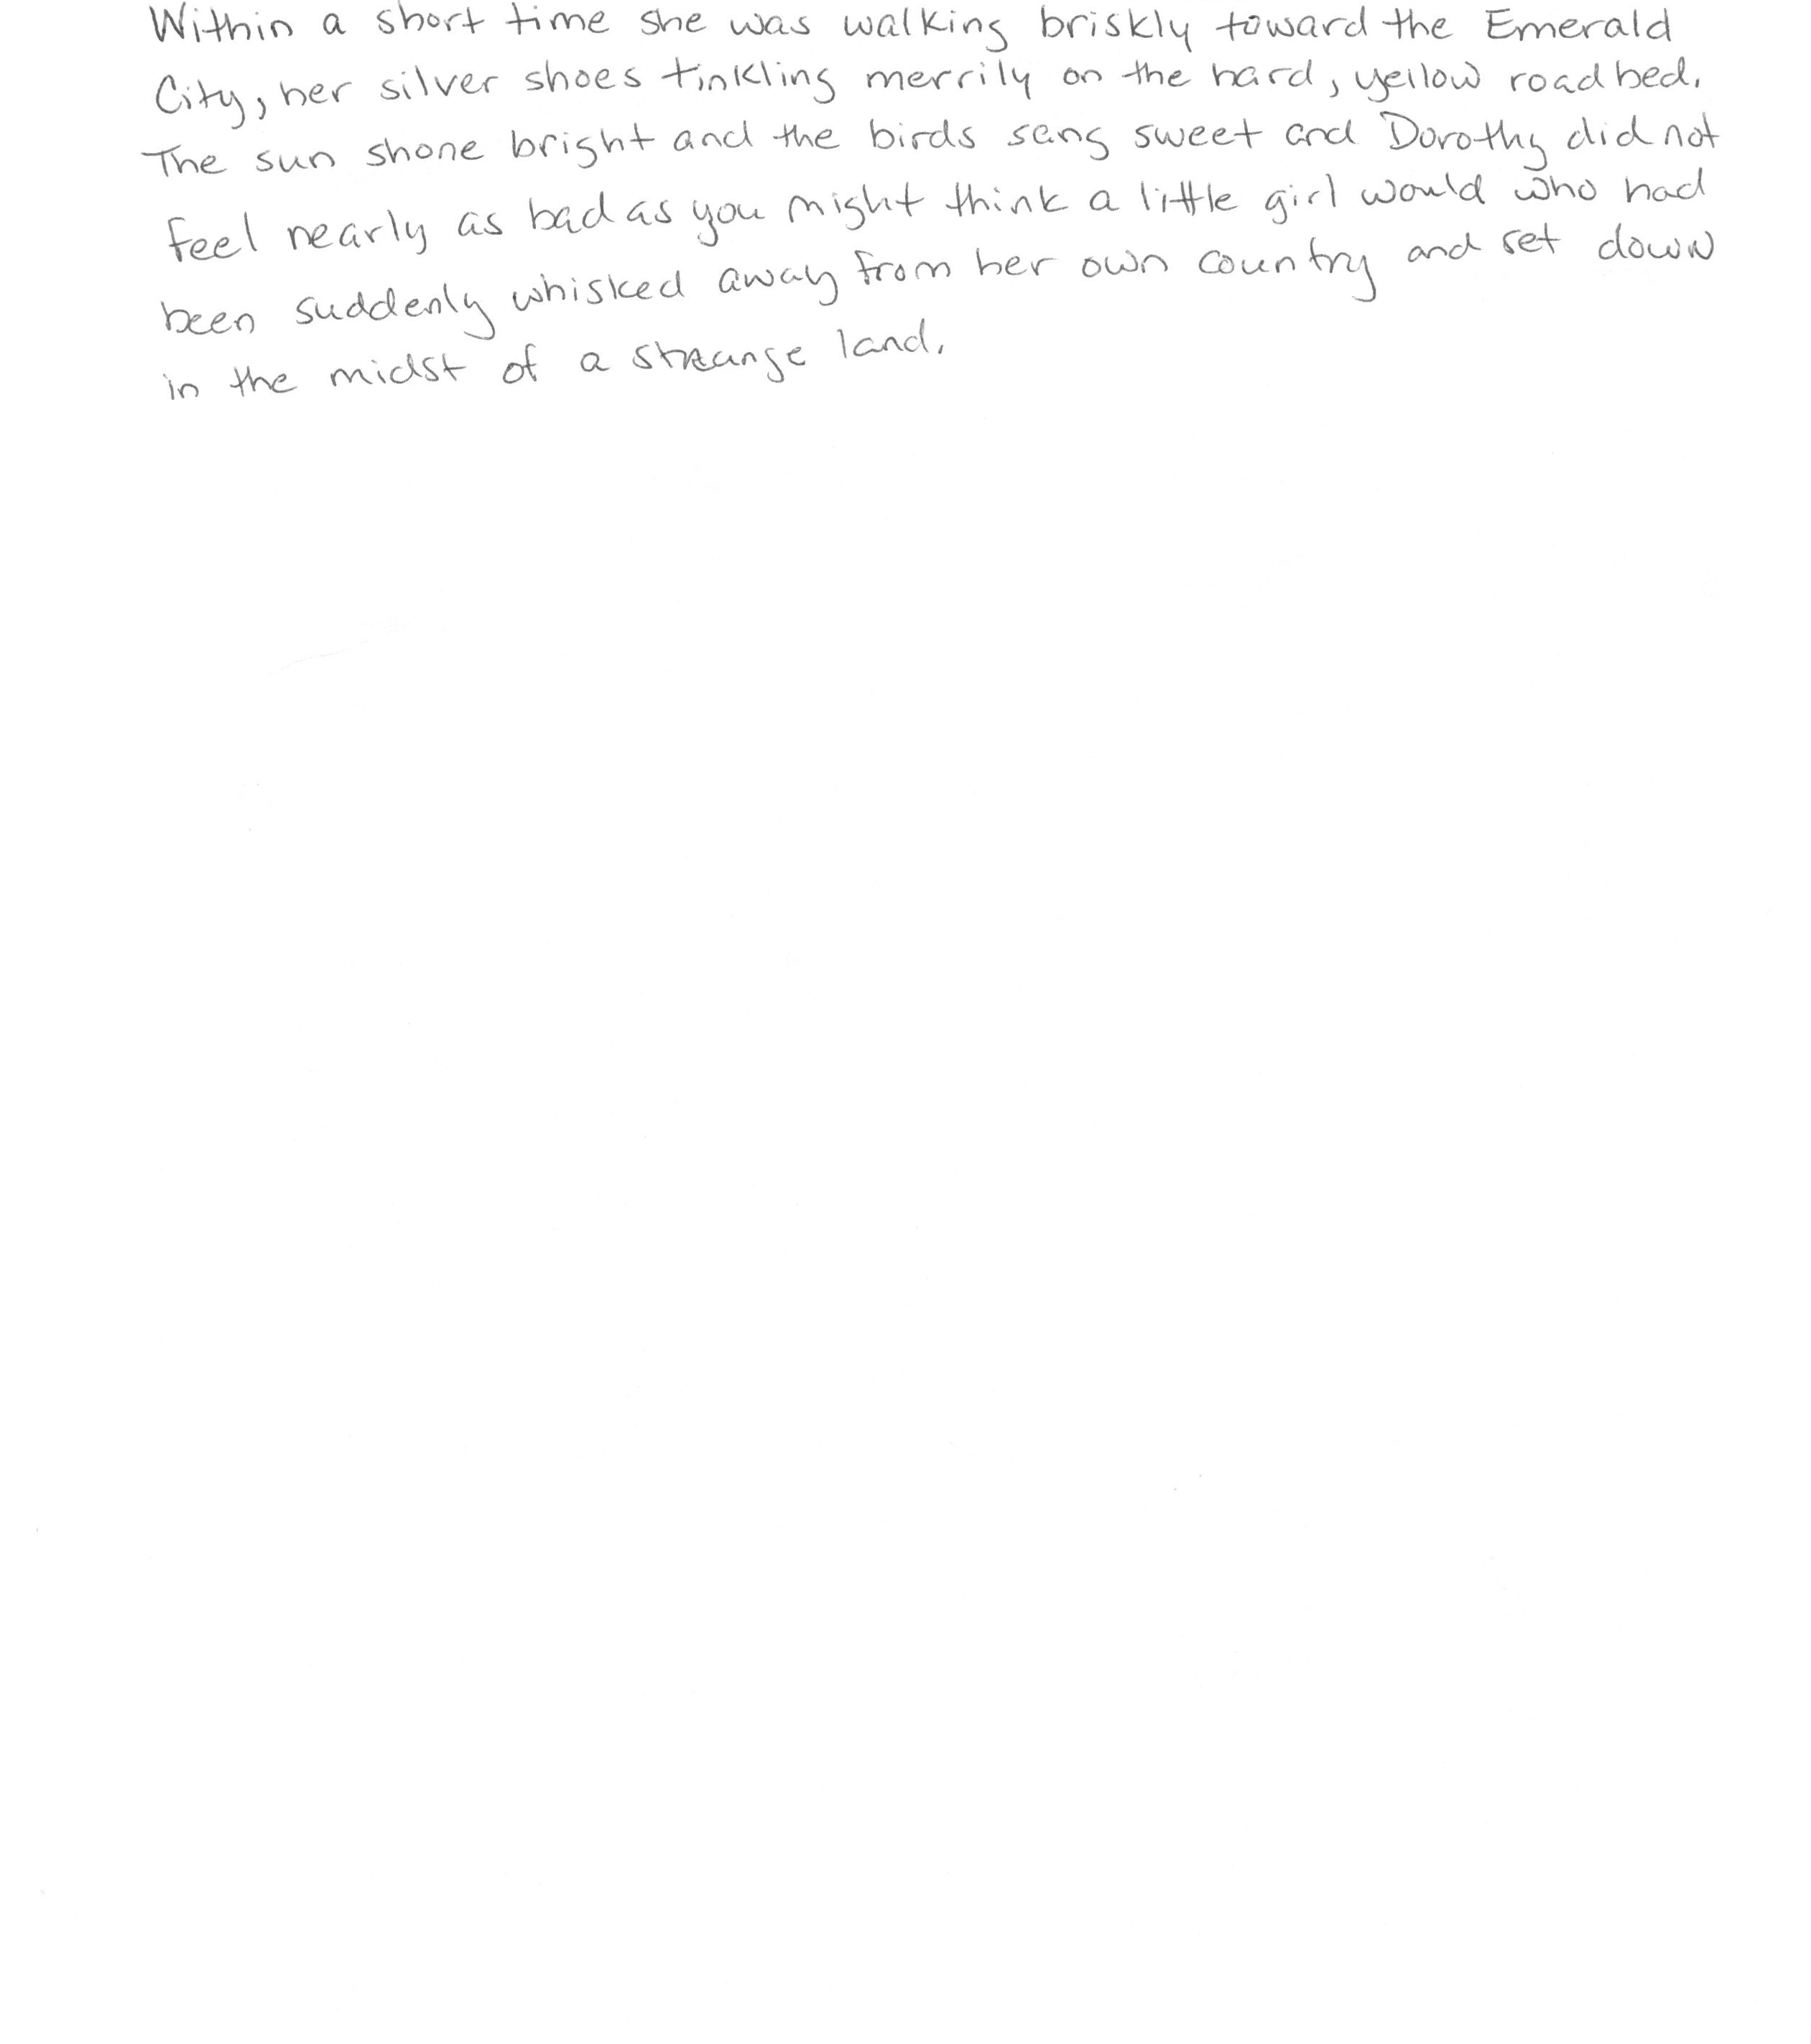 Within a short time she was walking briskly toward the Emerald
City, her silver shoes tinkling merrily on the hard, yellow roadbed.
The sun shone bright and the birds sang sweet and Dorothy did not
feel nearly as bad as you might think a little girl would who had
been suddenly whisked away from her own country and set down
in the midst of a strange land.